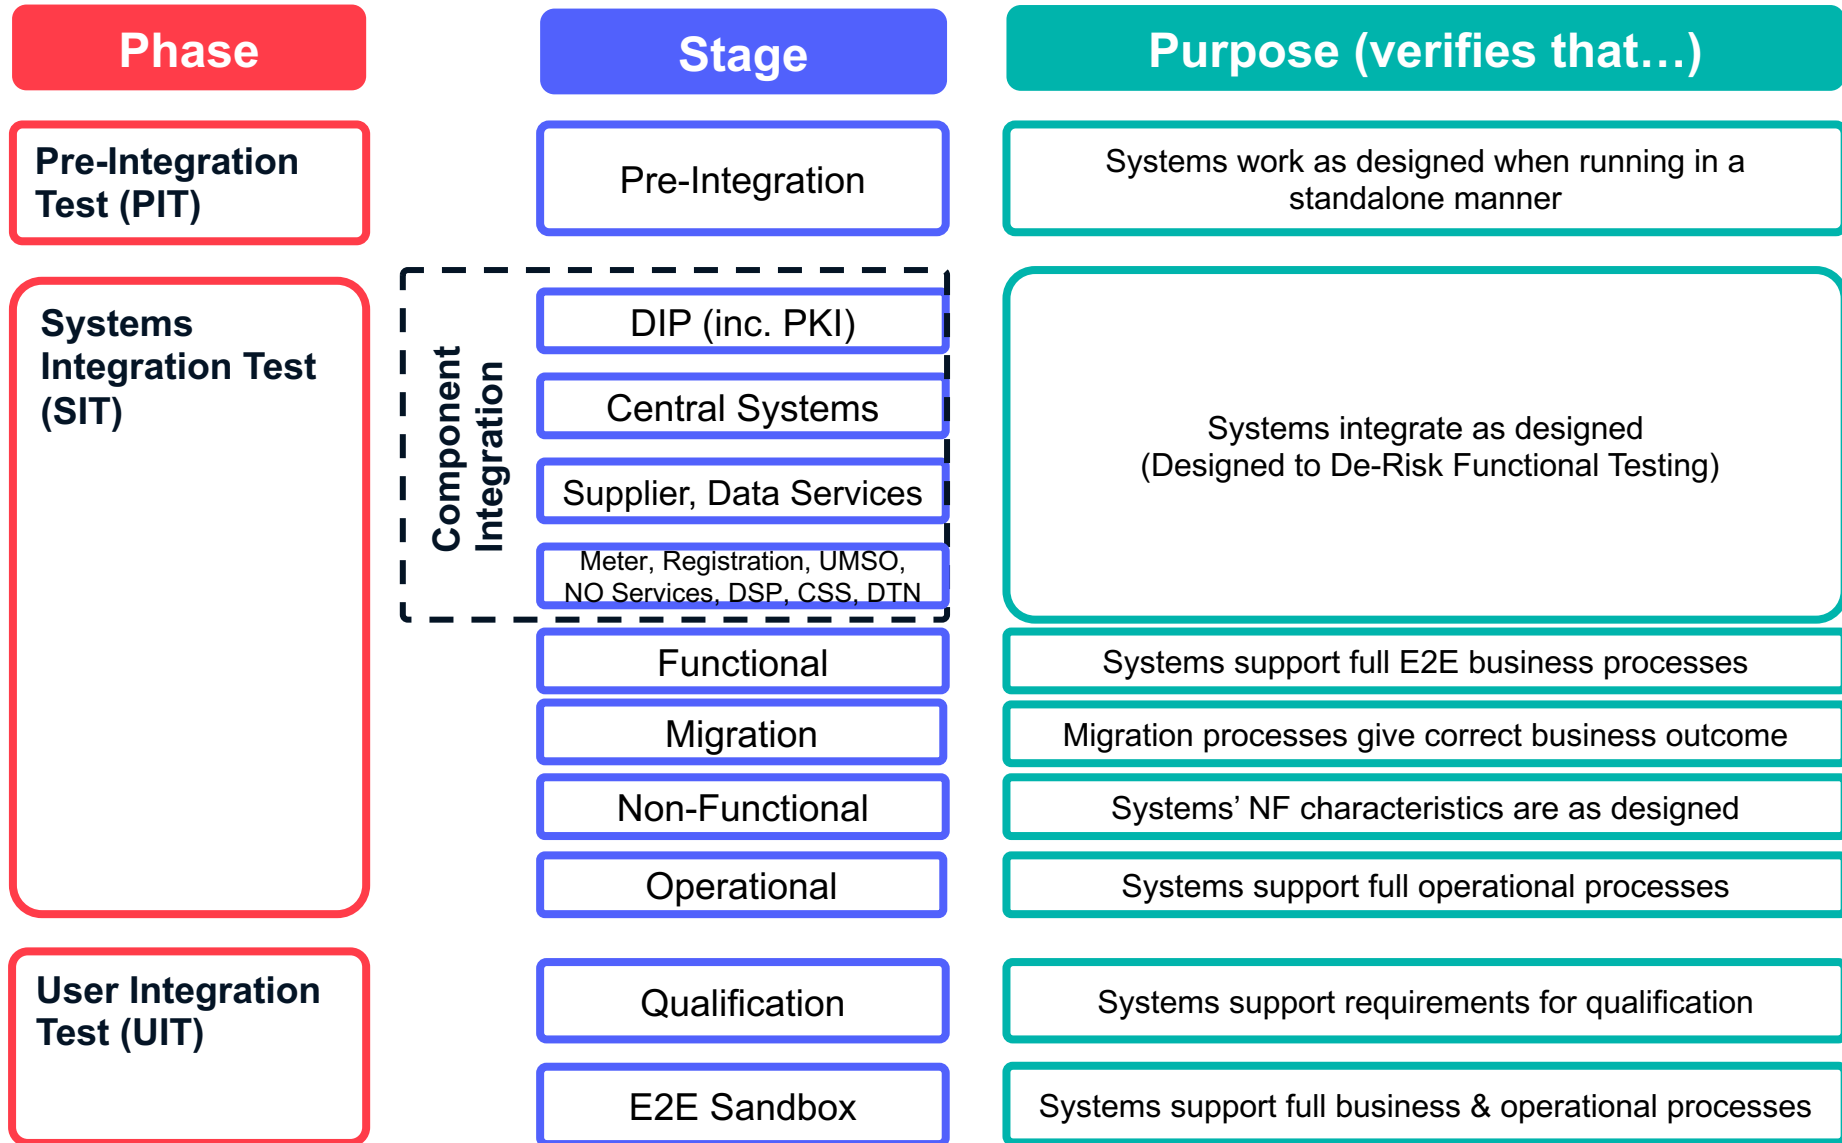 Phase
Stage
Purpose (verifies that…)
Pre-Integration
Test (PIT)
Pre-Integration
Systems work as designed when running in a
standalone manner
Systems
Integration Test
(SIT)
Component
Integration
DIP (inc. PKI)
Central Systems
Supplier, Data Services
Meter, Registration, UMSO,
NO Services, DSP, CSS, DTN
Systems integrate as designed
(Designed to De-Risk Functional Testing)
Functional
Systems support full E2E business processes
Migration
Migration processes give correct business outcome
Non-Functional
Systems’ NF characteristics are as designed
Operational
Systems support full operational processes
User Integration
Test (UIT)
Qualification
Systems support requirements for qualification
E2E Sandbox
Systems support full business & operational processes